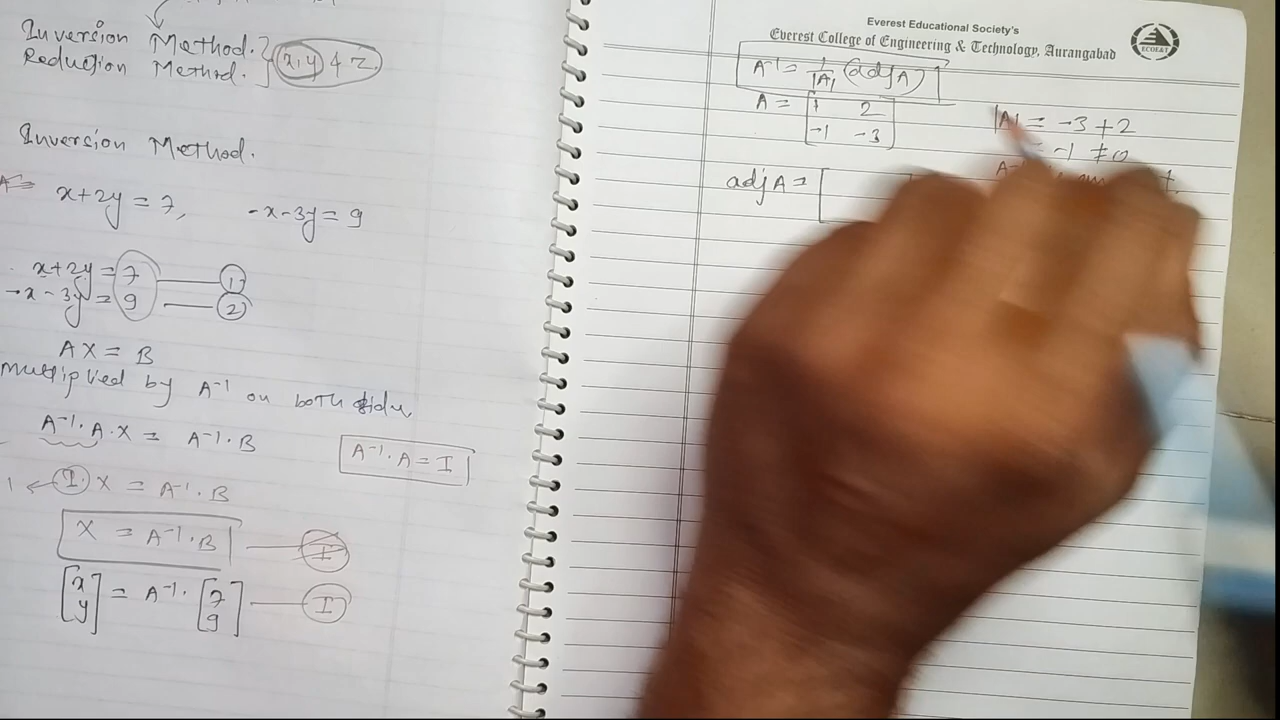 Inversion Method.
Reduction Method.
x, y & z
Inversion Method.
x+2y = 7, -x-3y = 9
x+2y = 7 — 1
-x-3y = 9 — 2
AX = B
multiplied by A⁻¹ on both side
A⁻¹.A.X = A⁻¹.B
A⁻¹.A = I
I.X = A⁻¹.B
X = A⁻¹.B
[x y] = A⁻¹.[7 9] — I
Everest Educational Society's
Everest College of Engineering & Technology, Aurangabad
ECOE&T
A⁻¹ = 1/|A| (adj A)
A = [1 2
-1 -3]
|A| = -3+2
= -1 ≠0
A⁻¹
adj A = [